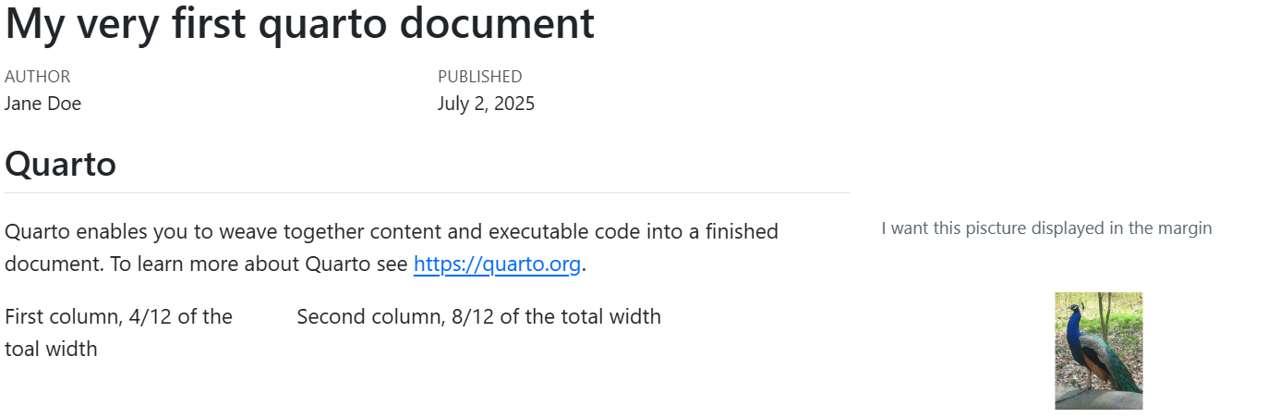 My very first quarto document
AUTHOR
Jane Doe
PUBLISHED
July 2, 2025
Quarto
Quarto enables you to weave together content and executable code into a finished
document. To learn more about Quarto see https://quarto.org.
I want this piscture displayed in the margin
First column, 4/12 of the
toal width
Second column, 8/12 of the total width